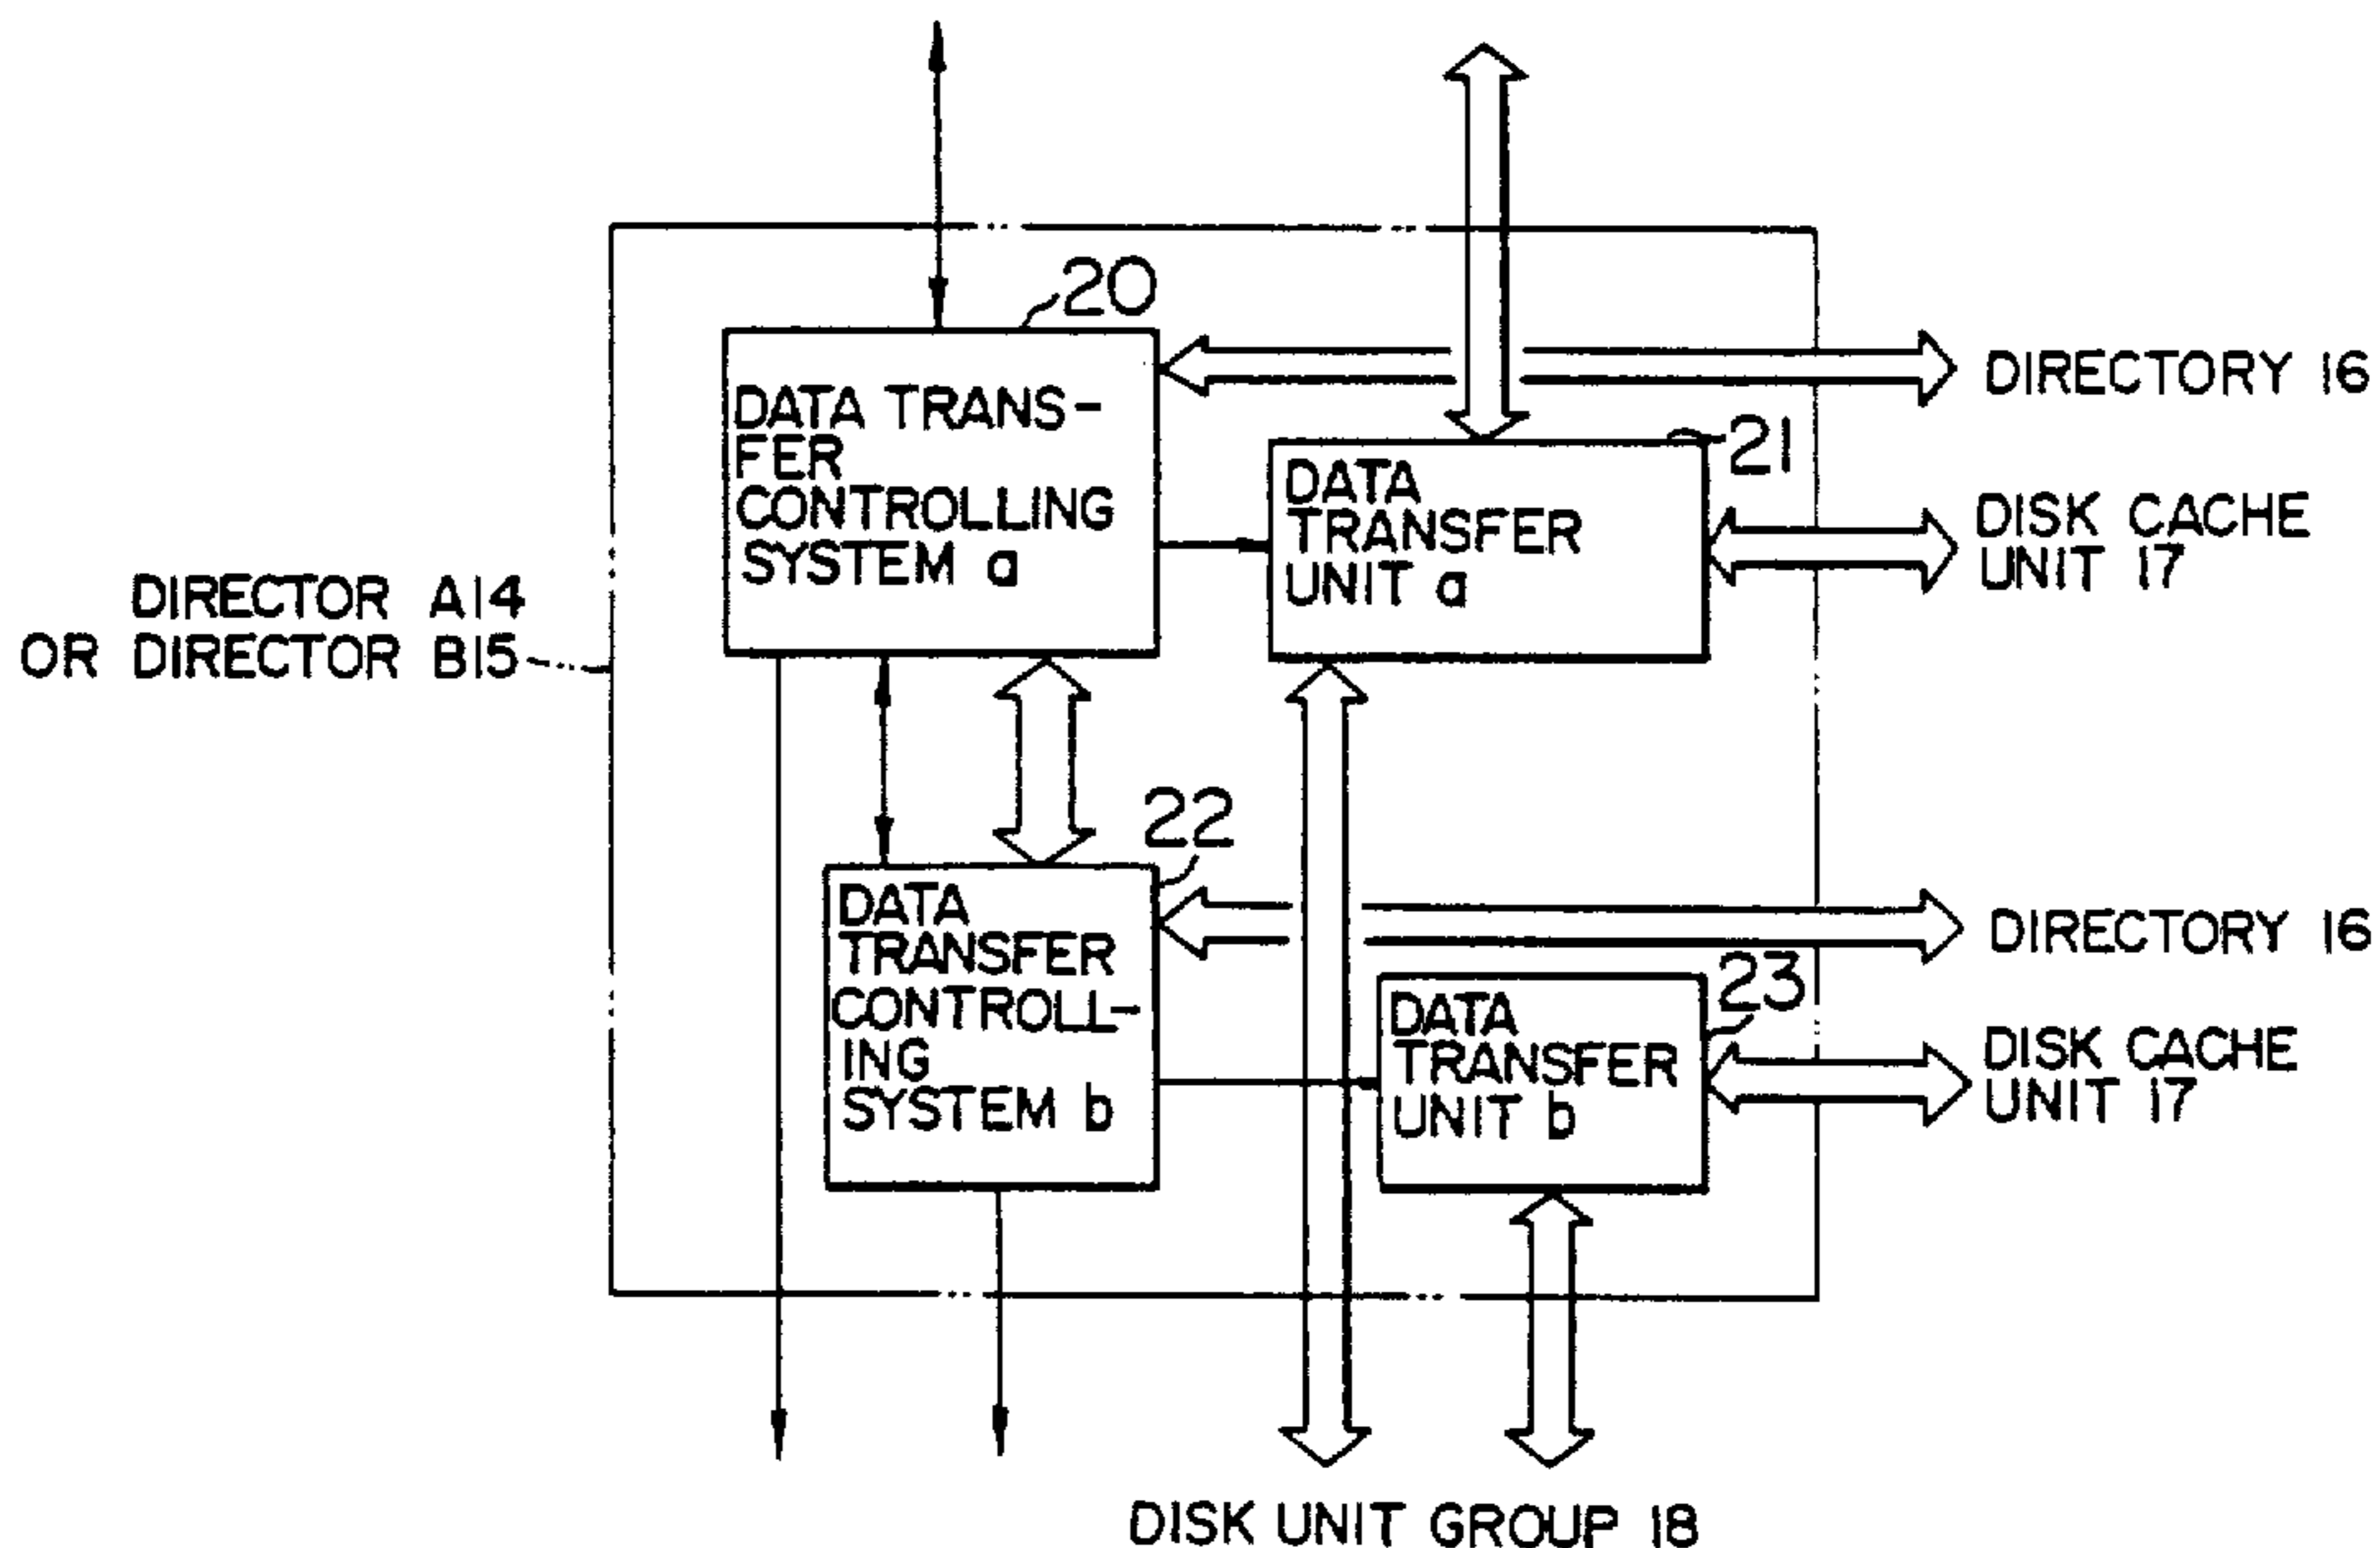 20
DIRECTORY 16
DATA TRANS-
FER
CONTROLLING
SYSTEM a
21
DATA
TRANSFER
UNIT a
DISK CACHE
UNIT 17
DIRECTOR A14
OR DIRECTOR B15
22
DATA
TRANSFER
CONTROLL-
ING
SYSTEM b
DIRECTORY 16
23
DATA
TRANSFER
UNIT b
DISK CACHE
UNIT 17
DISK UNIT GROUP 18